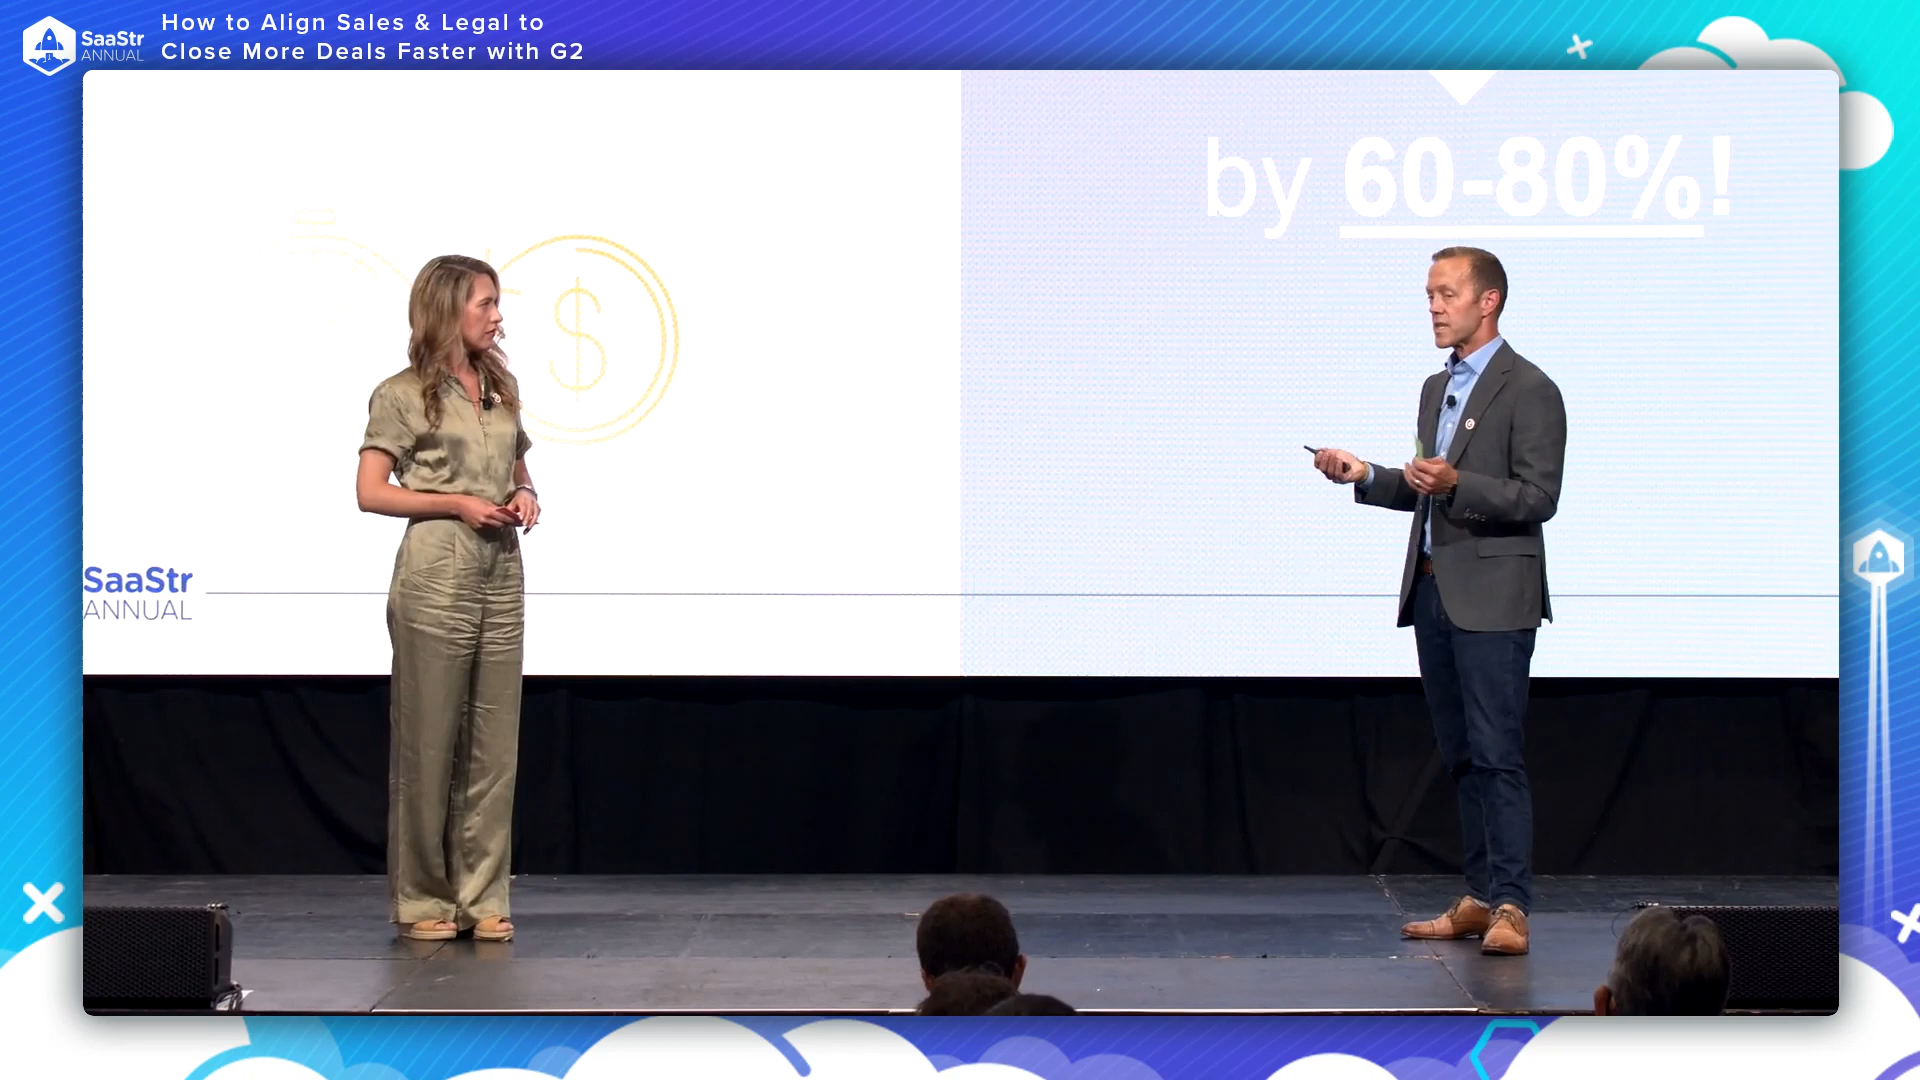 SaaStr
ANNUAL
How to Align Sales & Legal to
Close More Deals Faster with G2
by 60-80%!
$
SaaStr
ANNUAL